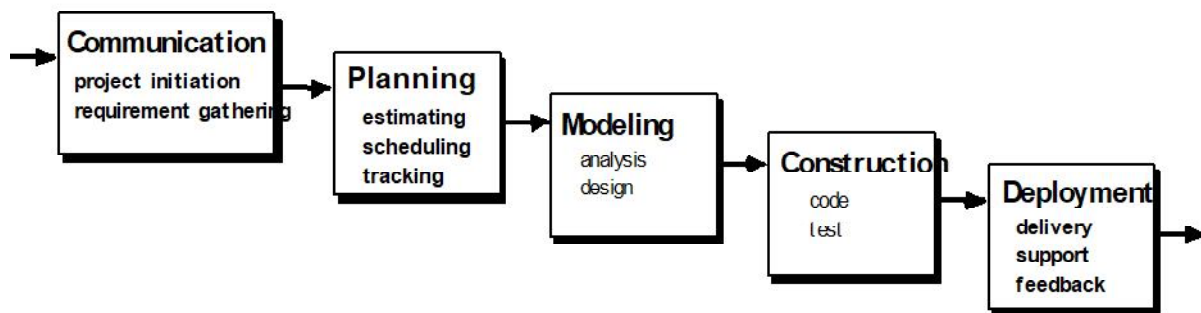 Communication
project initiation
requirement gathering
Planning
estimating
scheduling
tracking
Modeling
analysis
design
Construction
code
test
Deployment
delivery
support
feedback